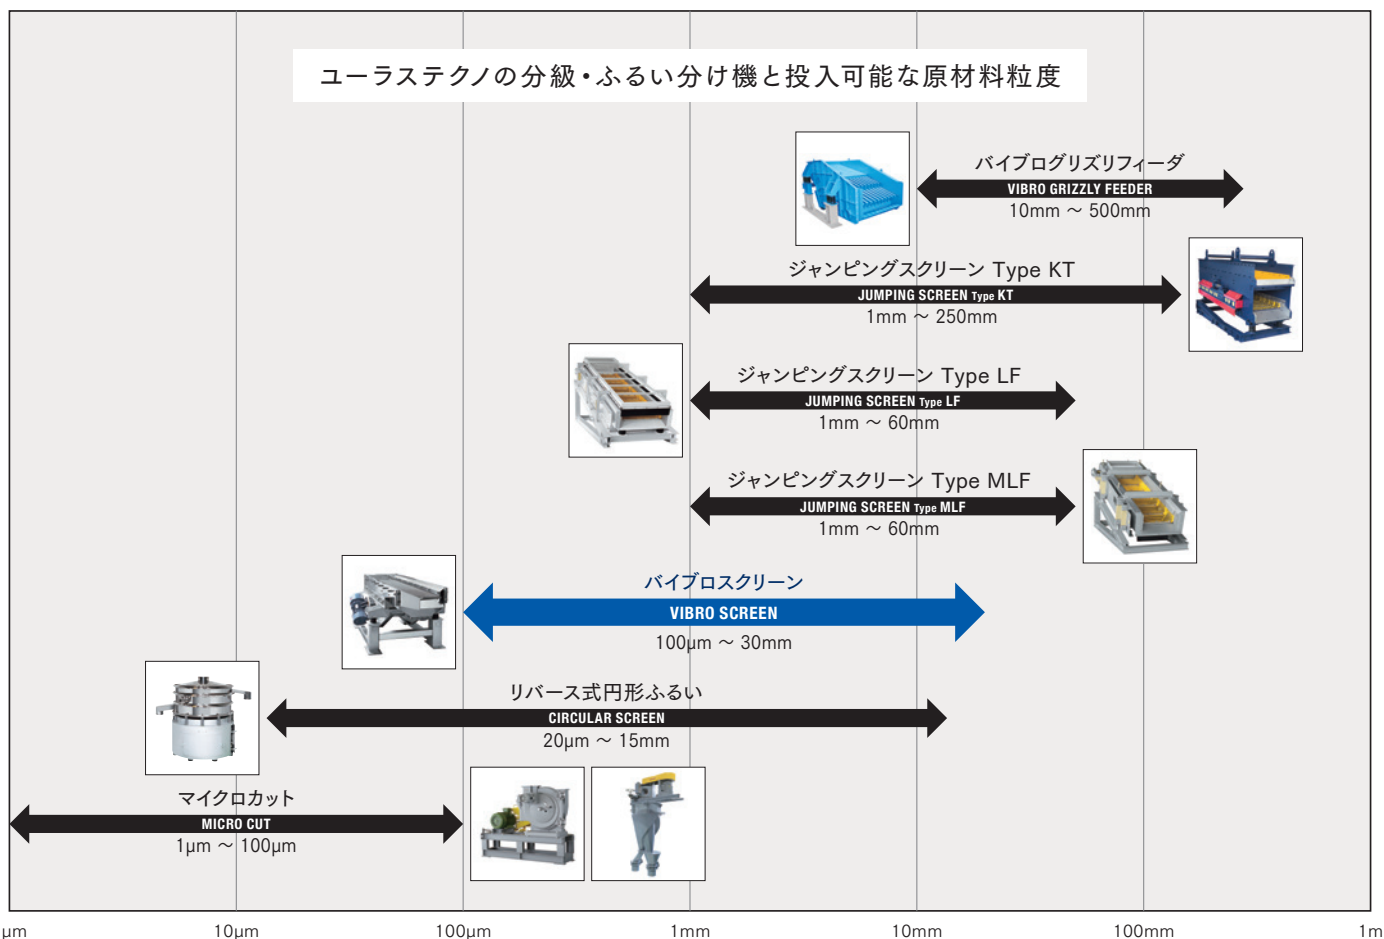 ユーラステクノの分級・ふるい分け機と投入可能な原材料粒度
バイブログリズリフィーダ
VIBRO GRIZZLY FEEDER
10mm ～ 500mm
ジャンピングスクリーン Type KT
JUMPING SCREEN Type KT
1mm ～ 250mm
ジャンピングスクリーン Type LF
JUMPING SCREEN Type LF
1mm ～ 60mm
ジャンピングスクリーン Type MLF
JUMPING SCREEN Type MLF
1mm ～ 60mm
バイブロスクリーン
VIBRO SCREEN
100μm ～ 30mm
リバース式円形ふるい
CIRCULAR SCREEN
20μm ～ 15mm
マイクロカット
MICRO CUT
1μm ～ 100μm
μm 10μm 100μm 1mm 10mm 100mm 1m